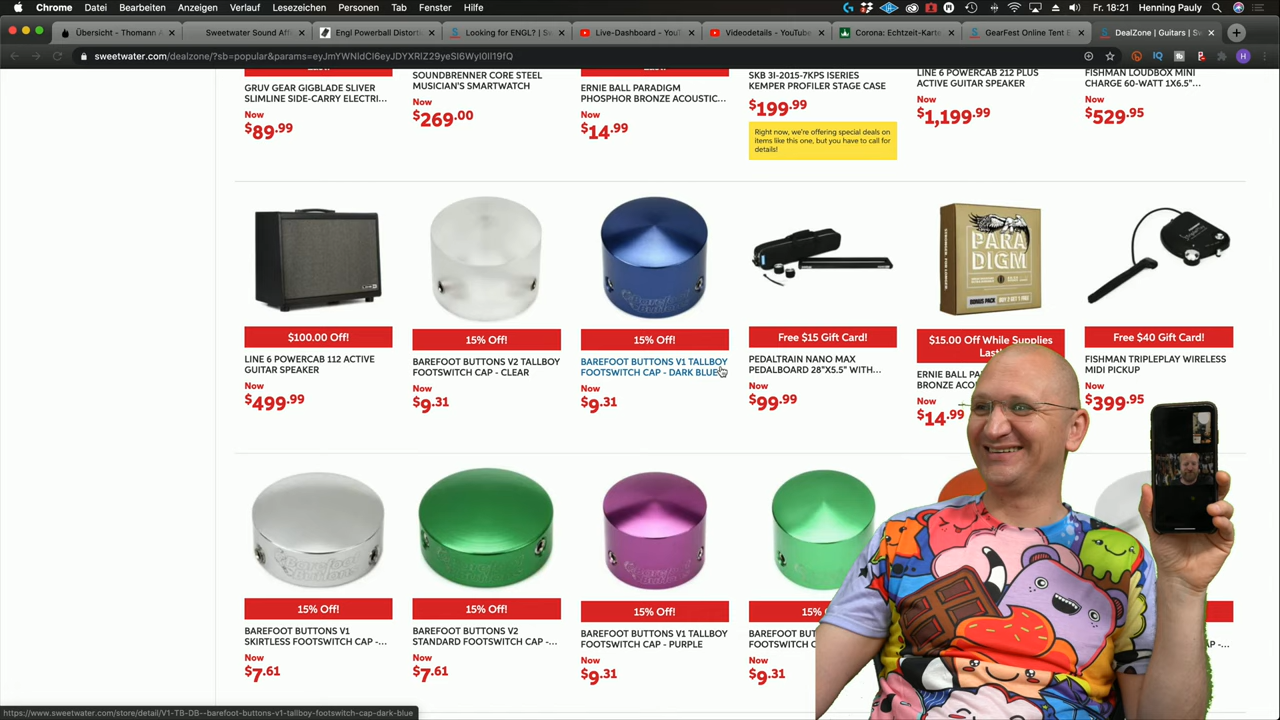 Chrome Datei Bearbeiten Anzeigen Verlauf Lesezeichen Personen Tab Fenster Hilfe Fr. 18:21 Henning Pauly
Übersicht - Thomann A
Sweetwater Sound Affi
Engl Powerball Distorti
Looking for ENGL? | Sw
Live-Dashboard - YouTu
Videodetails - YouTube
Corona: Echtzeit-Karte
GearFest Online Tent E
DealZone | Guitars | Sw
sweetwater.com/dealzone/?sb=popular&params=
GRUV GEAR GIGBLADE SLIVER
SLIMLINE SIDE-CARRY ELECTRI...
Now
$89.99
SOUNDBRENNER CORE STEEL
MUSICIAN'S SMARTWATCH
Now
$269.00
ERNIE BALL PARADIGM
PHOSPHOR BRONZE ACOUSTIC...
Now
$14.99
SKB 3I-2015-7KPS ISERIES
KEMPER PROFILER STAGE CASE
$199.99
Right now, we're offering special deals on
items like this one, but you have to call for
details!
LINE 6 POWERCAB 212 PLUS
ACTIVE GUITAR SPEAKER
Now
$1,199.99
FISHMAN LOUDBOX MINI
CHARGE 60-WATT 1X6.5"...
Now
$529.95
$100.00 Off!
LINE 6 POWERCAB 112 ACTIVE
GUITAR SPEAKER
Now
$499.99
15% Off!
BAREFOOT BUTTONS V2 TALLBOY
FOOTSWITCH CAP - CLEAR
Now
$9.31
15% Off!
BAREFOOT BUTTONS V1 TALLBOY
FOOTSWITCH CAP - DARK BLUE
Now
$9.31
Free $15 Gift Card!
PEDALTRAIN NANO MAX
PEDALBOARD 28"X5.5" WITH...
Now
$99.99
PARA
DIGM
$15.00 Off While Supplies
Last!
ERNIE BALL PA
BRONZE ACO
Now
$14.99
Free $40 Gift Card!
FISHMAN TRIPLEPLAY WIRELESS
MIDI PICKUP
Now
$399.95
15% Off!
BAREFOOT BUTTONS V1
SKIRTLESS FOOTSWITCH CAP -...
Now
$7.61
15% Off!
BAREFOOT BUTTONS V2
STANDARD FOOTSWITCH CAP -...
Now
$7.61
15% Off!
BAREFOOT BUTTONS V1 TALLBOY
FOOTSWITCH CAP - PURPLE
Now
$9.31
15%
BAREFOOT BU
FOOTSWITCH
Now
$9.31
https://www.sweetwater.com/store/detail/V1-TB-DB--barefoot-buttons-v1-tallboy-footswitch-cap-dark-blue